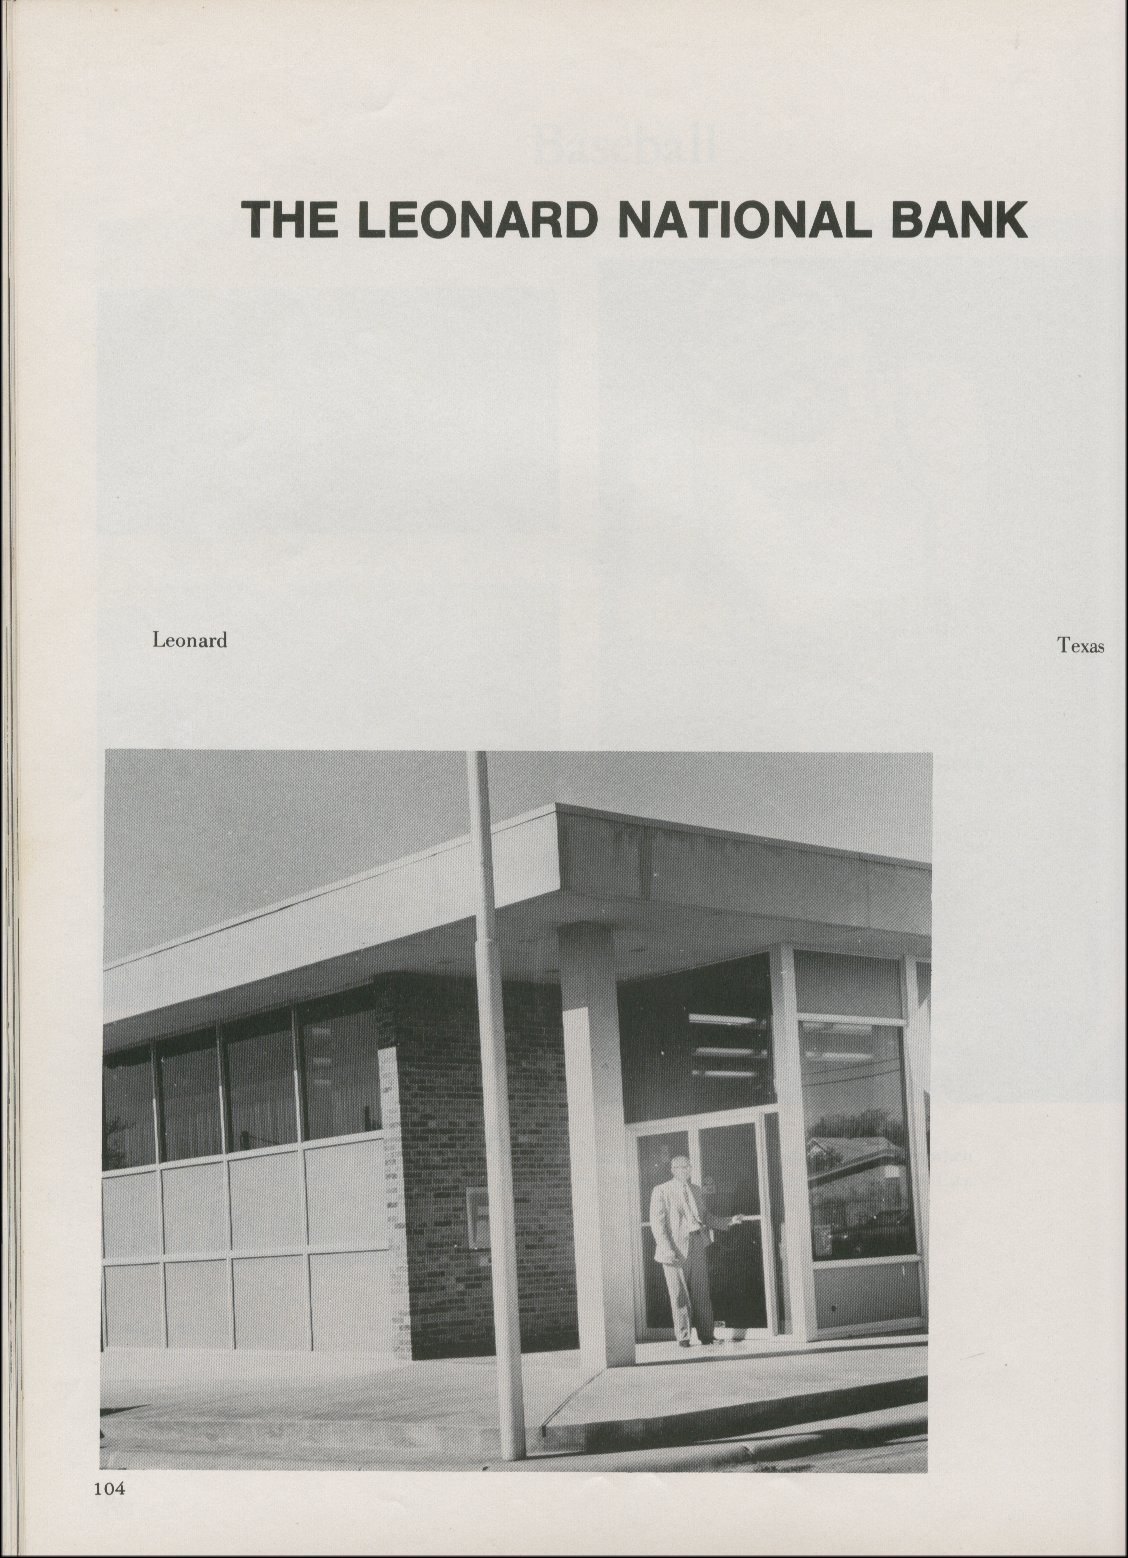 THE LEONARD NATIONAL BANK
Leonard
Texas
104